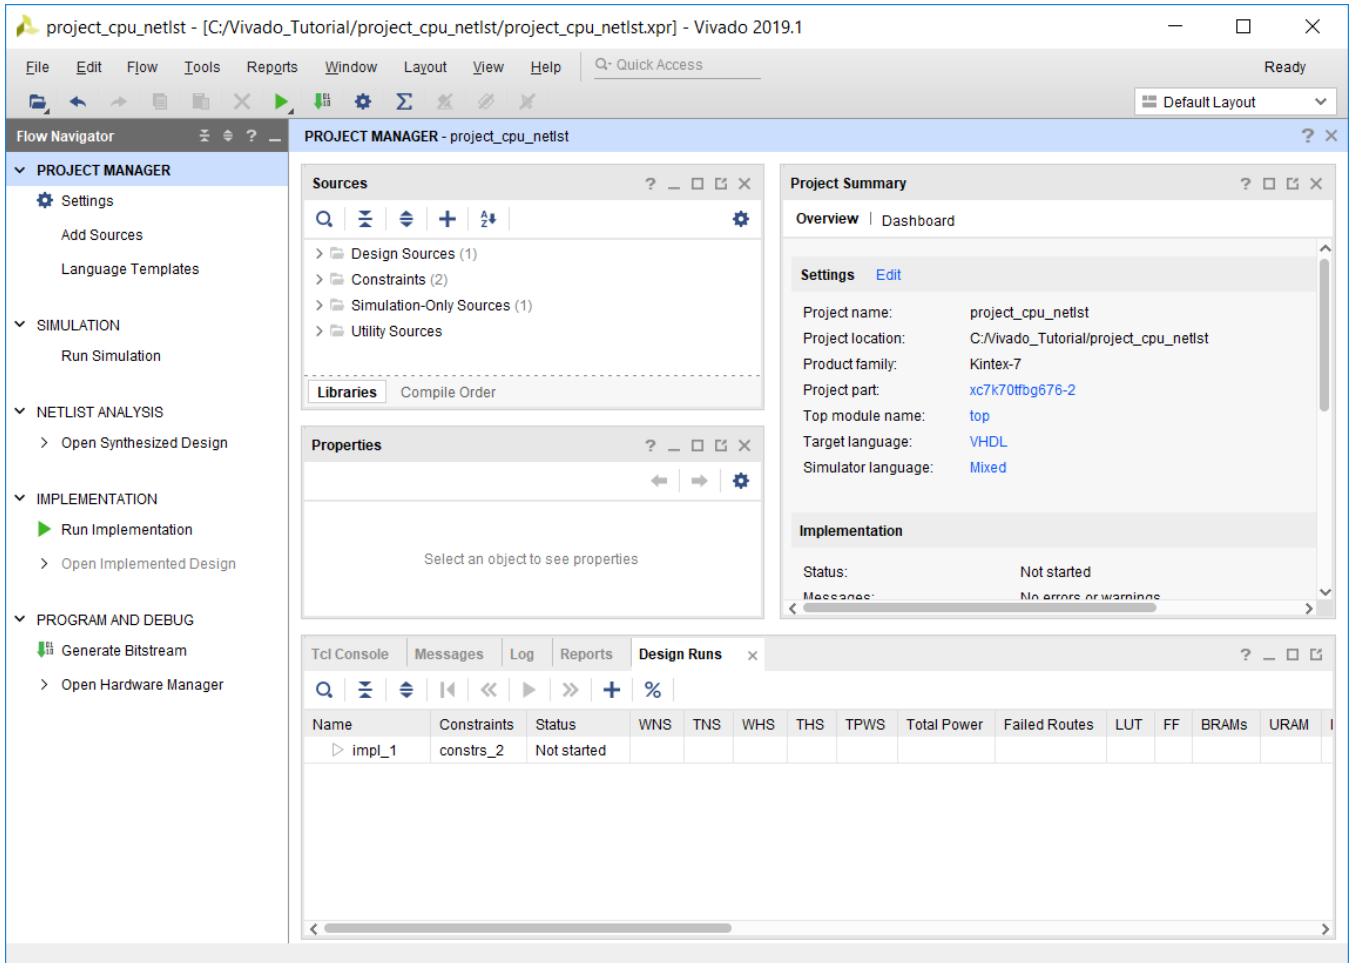 project_cpu_netlst - [C:/Vivado_Tutorial/project_cpu_netlst/project_cpu_netlst.xpr] - Vivado 2019.1
File Edit Flow Tools Reports Window Layout View Help Quick Access Ready
Default Layout
Flow Navigator
PROJECT MANAGER
Settings
Add Sources
Language Templates
SIMULATION
Run Simulation
NETLIST ANALYSIS
Open Synthesized Design
IMPLEMENTATION
Run Implementation
Open Implemented Design
PROGRAM AND DEBUG
Generate Bitstream
Open Hardware Manager
PROJECT MANAGER - project_cpu_netlst
Sources
Design Sources (1)
Constraints (2)
Simulation-Only Sources (1)
Utility Sources
Libraries Compile Order
Properties
Select an object to see properties
Project Summary
Overview | Dashboard
Settings Edit
Project name: project_cpu_netlst
Project location: C:/Vivado_Tutorial/project_cpu_netlst
Product family: Kintex-7
Project part: xc7k70tfbg676-2
Top module name: top
Target language: VHDL
Simulator language: Mixed
Implementation
Status: Not started
Messages: No errors or warnings
Tcl Console Messages Log Reports Design Runs
Name Constraints Status WNS TNS WHS THS TPWS Total Power Failed Routes LUT FF BRAMs URAM
impl_1 constrs_2 Not started